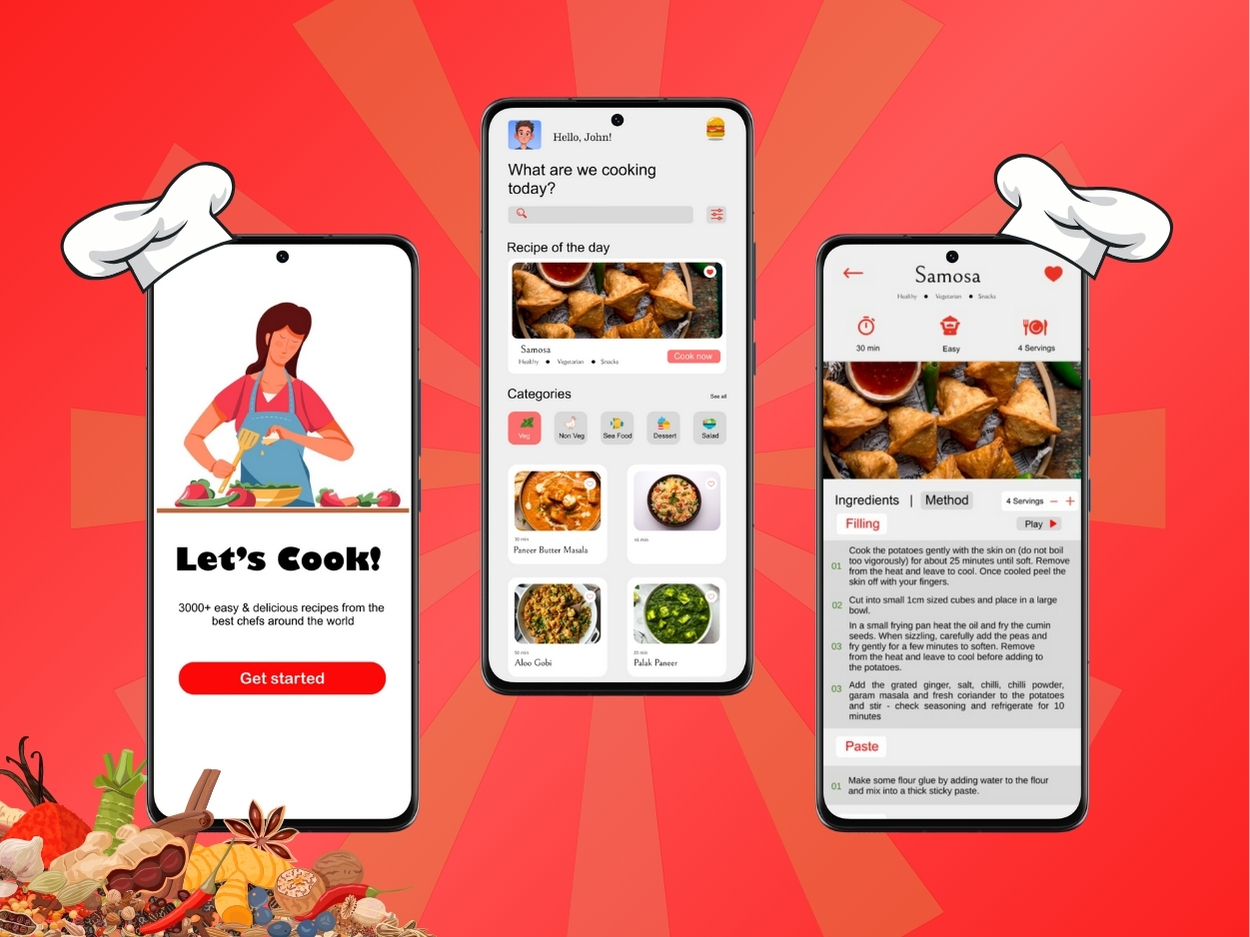 Let's Cook!
3000+ easy & delicious recipes from the
best chefs around the world
Get started
Hello, John!
What are we cooking
today?
Recipe of the day
Samosa
Healthy • Vegetarian • Snacks
Cook now
Categories
See all
Veg
Non Veg
Sea Food
Dessert
Salad
30 min
Paneer Butter Masala
Aloo Gobi
Palak Paneer
Samosa
Healthy • Vegetarian • Snacks
30 min
Easy
4 Servings
Ingredients | Method
4 Servings − +
Filling
Play
01 Cook the potatoes gently with the skin on (do not boil
too vigorously) for about 25 minutes until soft. Remove
from the heat and leave to cool. Once cooked peel the
skin off with your fingers.
02 Cut into small 1cm sized cubes and place in a large
bowl.
03 In a small frying pan heat the oil and fry the cumin
seeds. When sizzling, carefully add the peas and
fry gently for a few minutes to soften. Remove
from the heat and leave to cool before adding to
the potatoes.
03 Add the grated ginger, salt, chilli, chilli powder,
garam masala and fresh coriander to the potatoes
and stir - check seasoning and refrigerate for 10
minutes
Paste
01 Make some flour glue by adding water to the flour
and mix into a thick sticky paste.